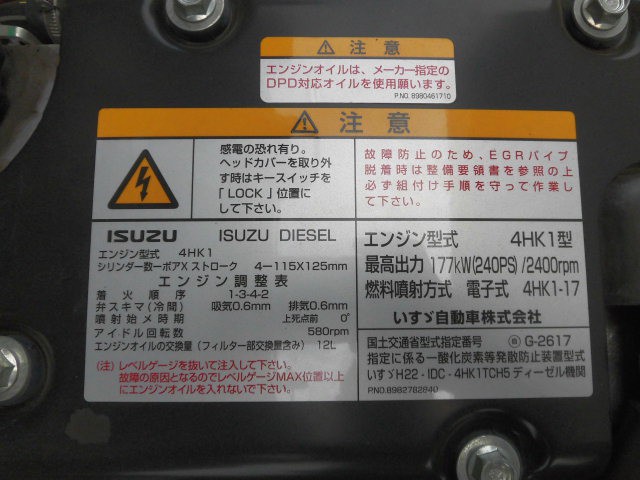 ⚠ 注意
エンジンオイルは、メーカー指定の
DPD対応オイルを使用願います。
P.NO. 8980461710
⚠ 注意
感電の恐れ有り。
ヘッドカバーを取り外
す時はキースイッチを
「LOCK」位置に
して下さい。
故障防止のため、EGRパイプ
脱着時は整備要領書を参照の上
必ず組付け手順を守って作業し
て下さい。
ISUZU ISUZU DIESEL
エンジン型式 4HK1
シリンダー数ーボアX ストローク 4ー115X125mm
エンジン調整表
着火順序 1-3-4-2
弁スキマ(冷間) 吸気0.6mm 排気0.6mm
噴射始メ時期 上死点前 0°
アイドル回転数 580rpm
エンジンオイルの交換量(フィルター部交換量含み) 12L
(注) レベルゲージを抜いて注入して下さい。
故障の原因となるのでレベルゲージMAX位置以上
にエンジンオイルを入れないで下さい。
エンジン型式 4HK1型
最高出力 177kW(240PS)/2400rpm
燃料噴射方式 電子式 4HK1-17
いすゞ自動車株式会社
国土交通省型式指定番号 G-2617
指定に係る一酸化炭素等発散防止装置型式
いすゞH22-IDC-4HK1TCH5 ディーゼル機関
P.NO.8982782840